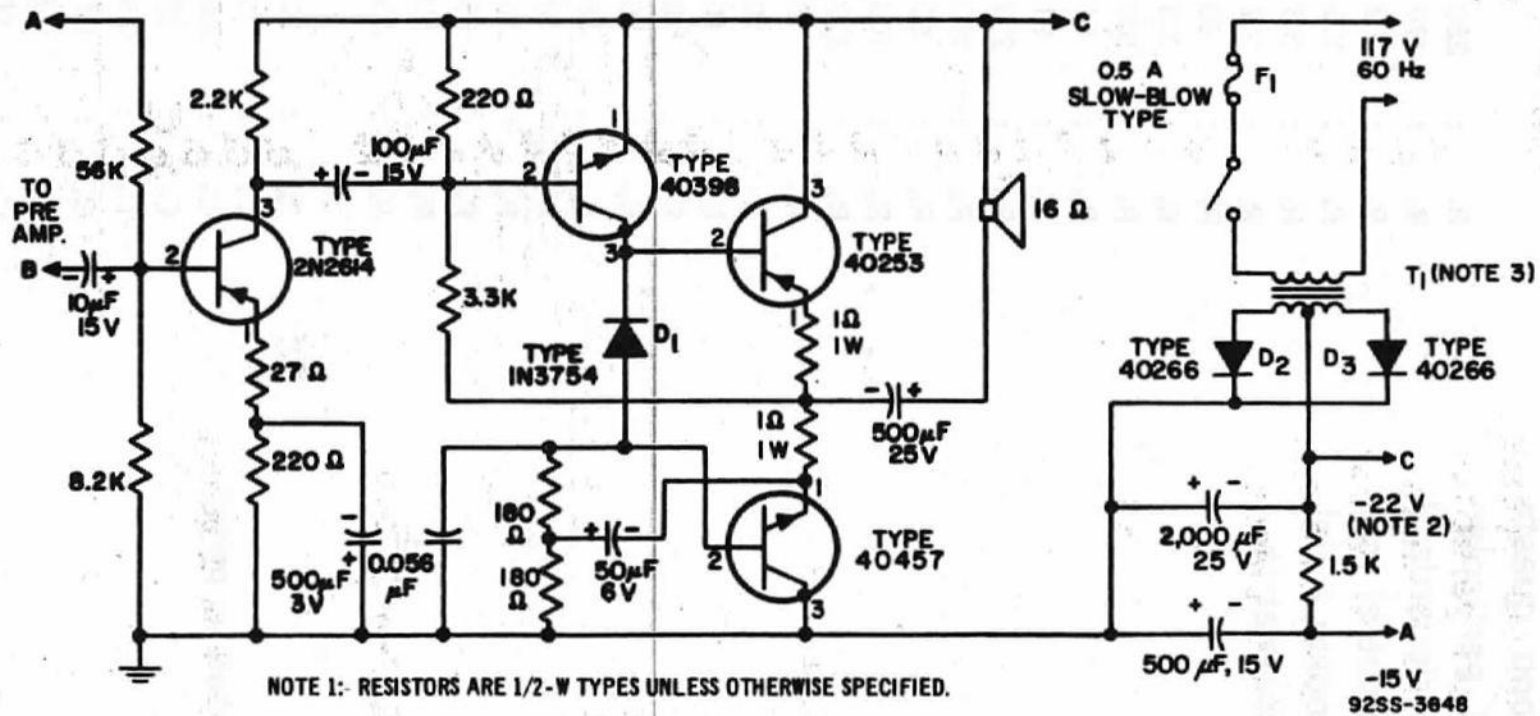 A
56K
TO
PRE
AMP.
B
10µF
15V
8.2K
2.2K
3
2
1
TYPE
2N2614
27 Ω
220 Ω
500µF
3V
0.056
µF
220 Ω
100µF
15V
3.3K
1
2
3
TYPE
40398
TYPE
1N3754
D1
180
Ω
180
Ω
50µF
6V
3
2
1
TYPE
40253
1Ω
1W
1Ω
1W
500µF
25V
1
2
3
TYPE
40457
C
16 Ω
0.5 A
SLOW-BLOW
TYPE
F1
117 V
60 Hz
T1 (NOTE 3)
TYPE
40266
D2
D3
TYPE
40266
C
-22 V
(NOTE 2)
2,000 µF
25 V
1.5 K
A
500 µF, 15 V
-15 V
92SS-3648
NOTE 1:- RESISTORS ARE 1/2-W TYPES UNLESS OTHERWISE SPECIFIED.